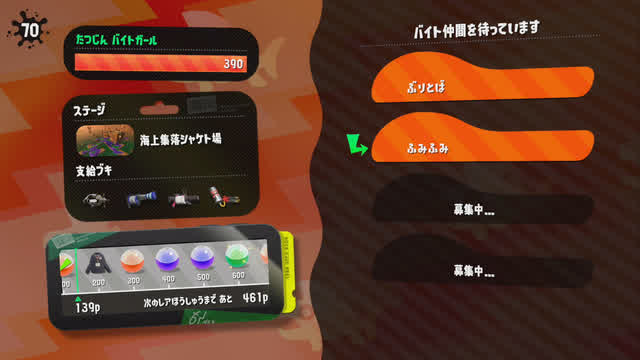 70
たつじん バイトガール
390
ステージ
海上集落シャケト場
支給ブキ
200
300
400
500
600
139p
次のレアほうしゅうまで あと 461p
バイト仲間を待っています
ぶりとば
ふみふみ
募集中...
募集中...